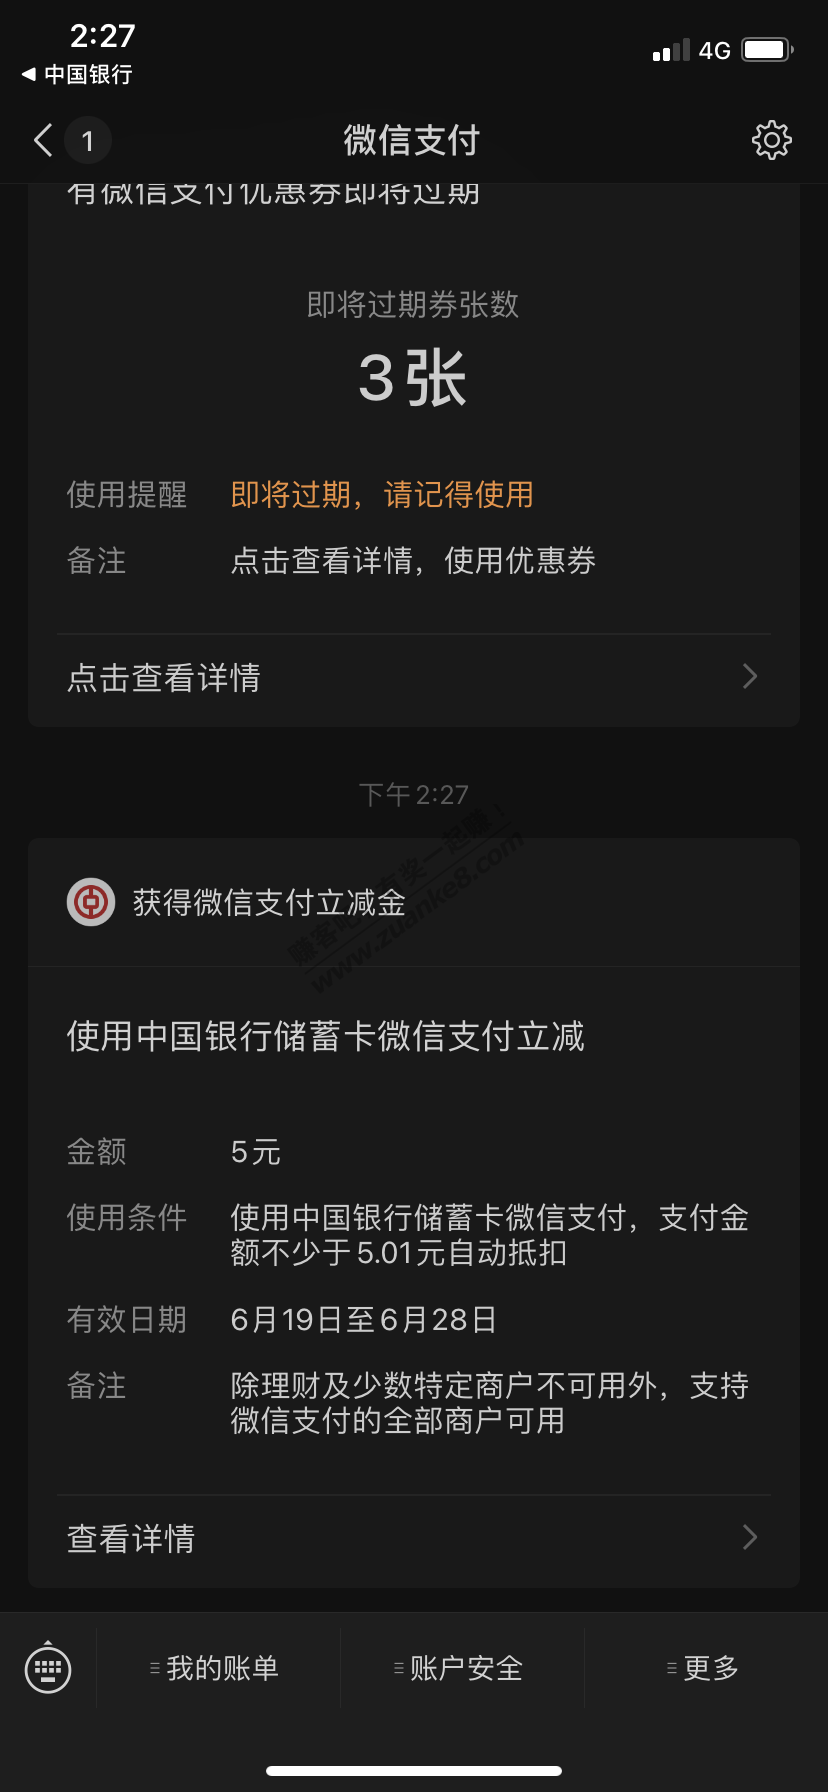 2:27
4G
中国银行
1
微信支付
有微信支付优惠券即将过期
即将过期券张数
3张
使用提醒 即将过期，请记得使用
备注 点击查看详情，使用优惠券
点击查看详情
下午2:27
获得微信支付立减金
赚客吧,有奖一起赚！
www.zuanke8.com
使用中国银行储蓄卡微信支付立减
金额 5元
使用条件 使用中国银行储蓄卡微信支付，支付金
额不少于5.01元自动抵扣
有效日期 6月19日至6月28日
备注 除理财及少数特定商户不可用外，支持
微信支付的全部商户可用
查看详情
我的账单
账户安全
更多